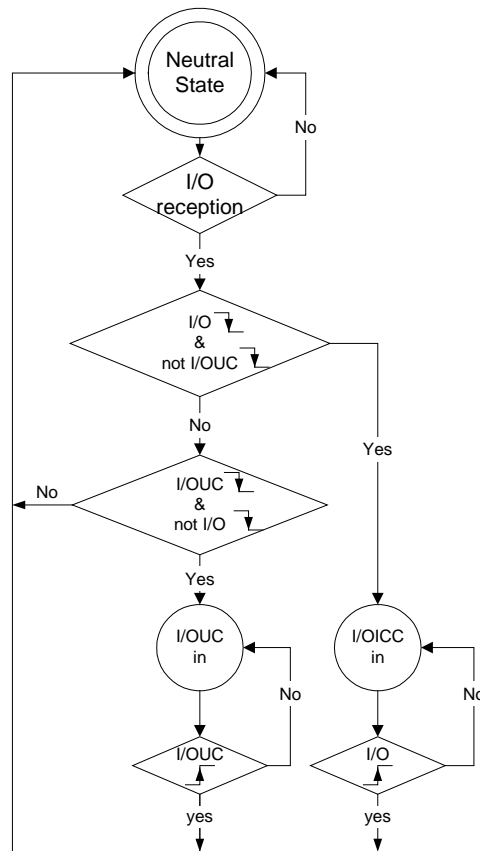 Neutral
State
No
I/O
reception
Yes
I/O
&
not I/OUC
No
Yes
No
I/OUC
&
not I/O
Yes
I/OUC
in
I/OICC
in
No
No
I/OUC
I/O
yes
yes